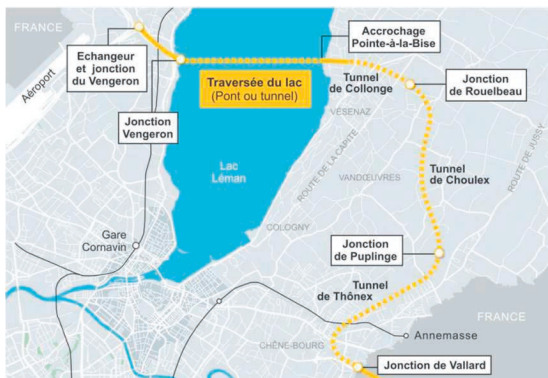 FRANCE
Echangeur
et jonction
du Vengeron
Aéroport
Jonction
Vengeron
Traversée du lac
(Pont ou tunnel)
Accrochage
Pointe-à-la-Bise
Tunnel
de Collonge
Jonction
de Rouelbeau
VÉSENAZ
ROUTE DE LA CAPITE
ROUTE DE JUSSY
Lac
Léman
VANDŒUVRES
Tunnel
de Choulex
Gare
Cornavin
COLOGNY
Jonction
de Puplinge
Tunnel
de Thônex
FRANCE
Annemasse
CHÊNE-BOURG
Jonction de Vallard